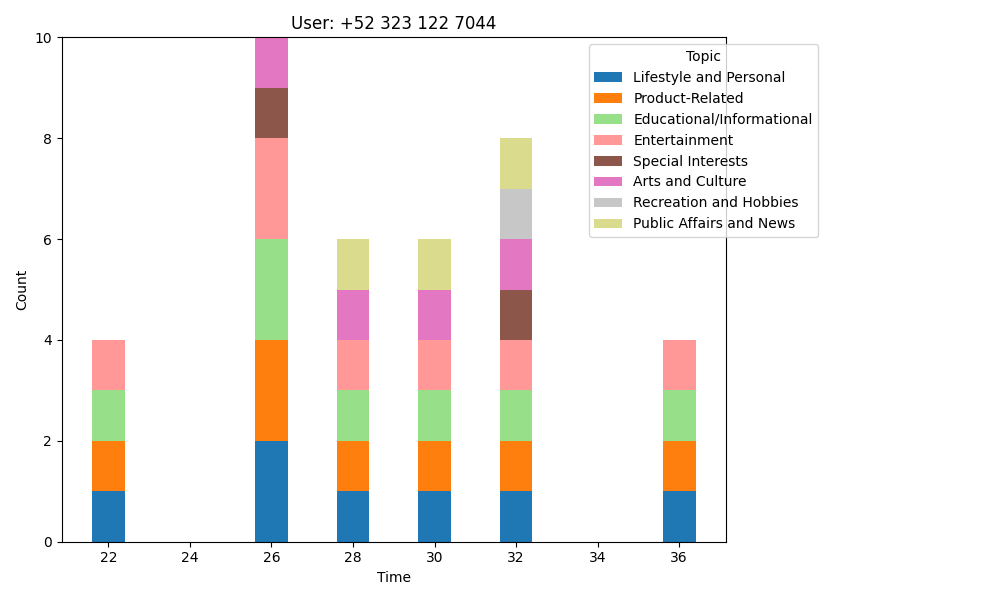 User: +52 323 122 7044
10
8
6
4
2
0
Count
22 24 26 28 30 32 34 36
Time
Topic
Lifestyle and Personal
Product-Related
Educational/Informational
Entertainment
Special Interests
Arts and Culture
Recreation and Hobbies
Public Affairs and News